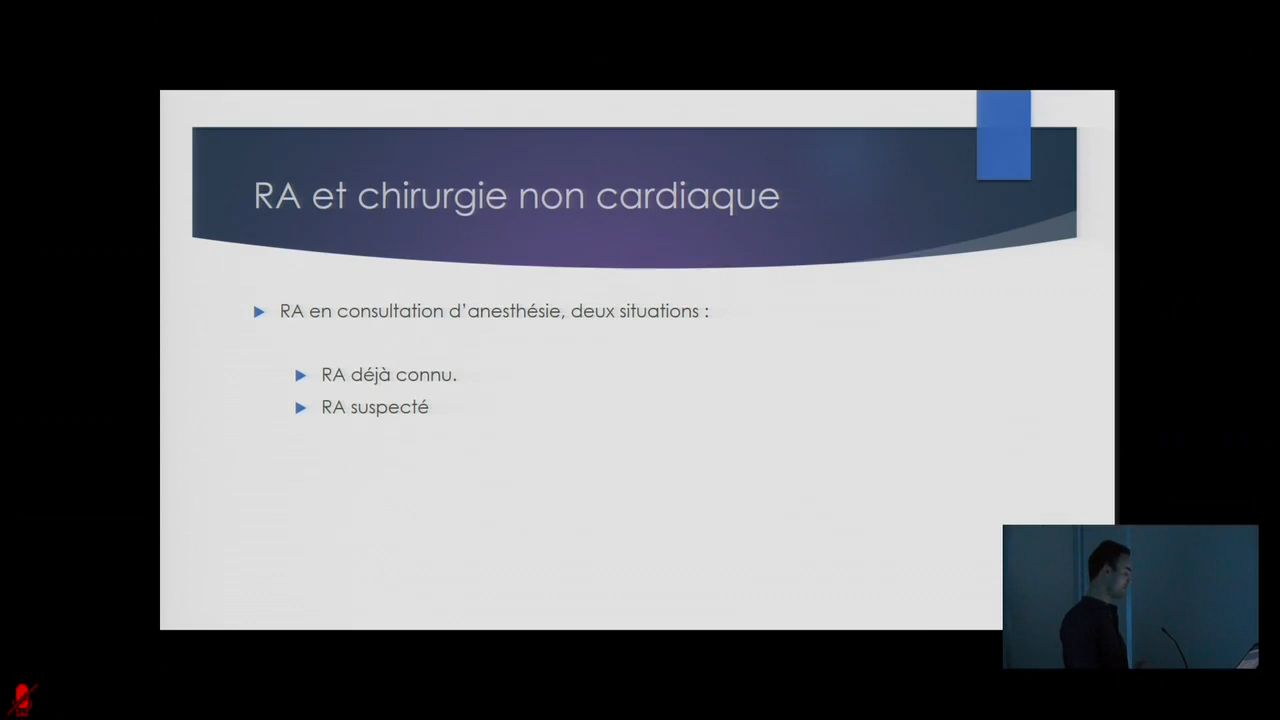 RA et chirurgie non cardiaque
RA en consultation d'anesthésie, deux situations :
RA déjà connu.
RA suspecté